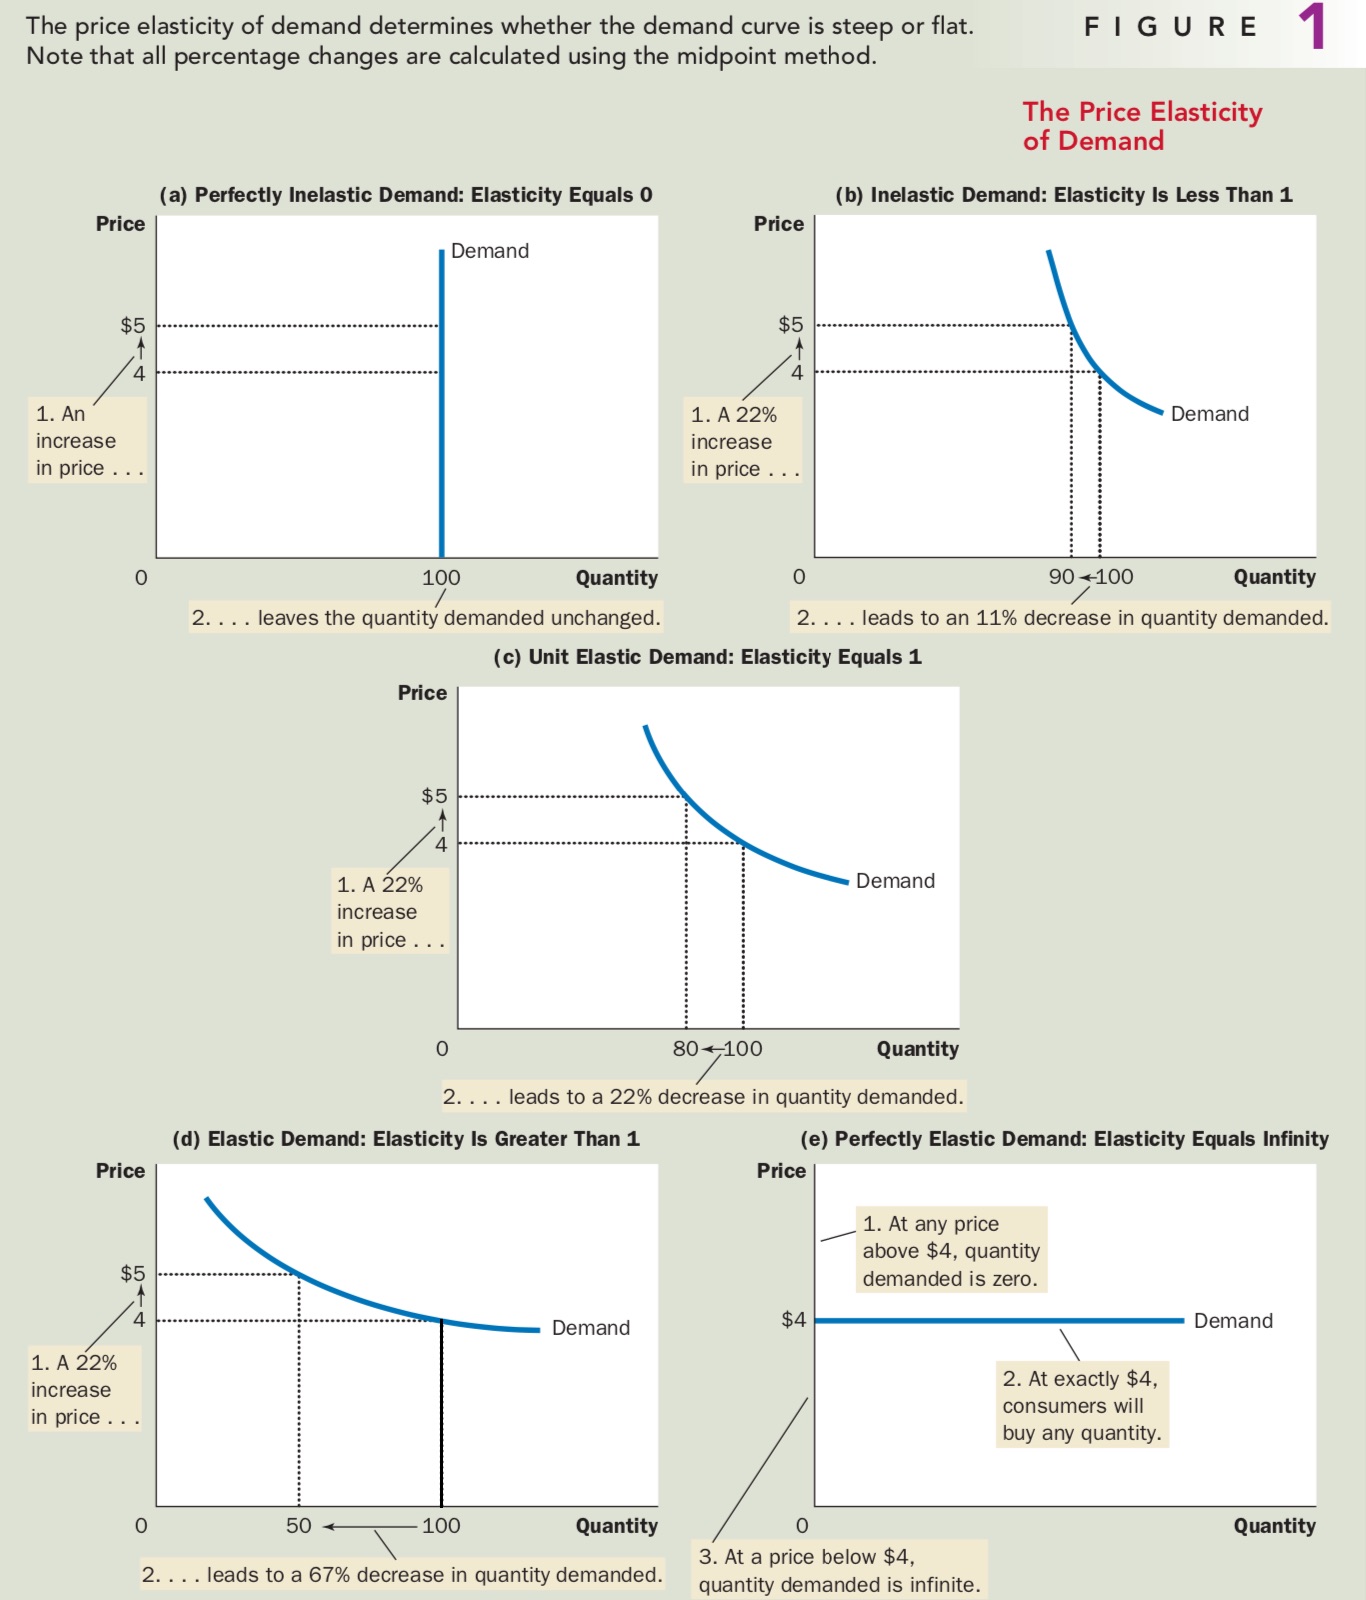 The price elasticity of demand determines whether the demand curve is steep or flat.
Note that all percentage changes are calculated using the midpoint method.
FIGURE 1
The Price Elasticity
of Demand
(a) Perfectly Inelastic Demand: Elasticity Equals 0
Price
Demand
$5
4
1. An
increase
in price . . .
0
100
Quantity
2. . . . leaves the quantity demanded unchanged.
(b) Inelastic Demand: Elasticity Is Less Than 1
Price
$5
4
1. A 22%
increase
in price . . .
Demand
0
90
100
Quantity
2. . . . leads to an 11% decrease in quantity demanded.
(c) Unit Elastic Demand: Elasticity Equals 1
Price
$5
4
1. A 22%
increase
in price . . .
Demand
0
80
100
Quantity
2. . . . leads to a 22% decrease in quantity demanded.
(d) Elastic Demand: Elasticity Is Greater Than 1
Price
$5
4
Demand
1. A 22%
increase
in price . . .
0
50
100
Quantity
2. . . . leads to a 67% decrease in quantity demanded.
(e) Perfectly Elastic Demand: Elasticity Equals Infinity
Price
1. At any price
above $4, quantity
demanded is zero.
$4
Demand
2. At exactly $4,
consumers will
buy any quantity.
0
Quantity
3. At a price below $4,
quantity demanded is infinite.